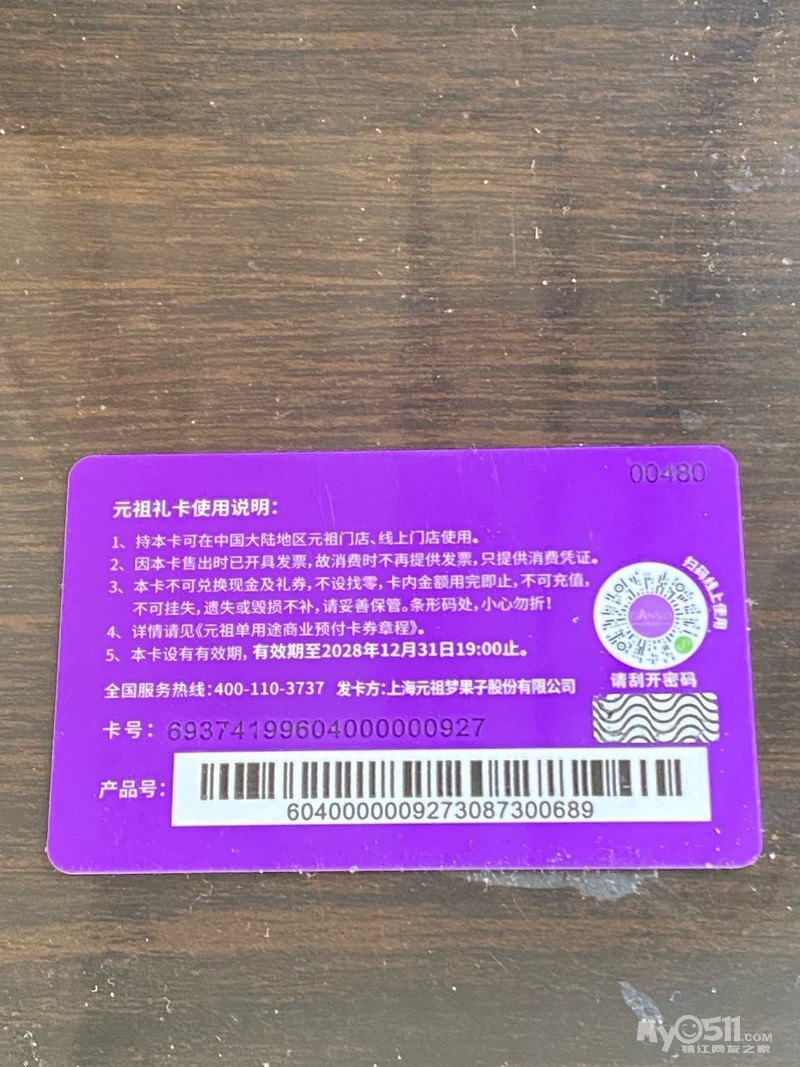 00480
元祖礼卡使用说明：
1、持本卡可在中国大陆地区元祖门店、线上门店使用。
2、因本卡售出时已开具发票，故消费时不再提供发票，只提供消费凭证。
3、本卡不可兑换现金及礼券，不设找零，卡内金额用完即止，不可充值，
不可挂失，遗失或毁损不补，请妥善保管。条形码处，小心勿折！
4、详情请见《元祖单用途商业预付卡券章程》。
5、本卡设有有效期，有效期至2028年12月31日19:00止。
扫码线上使用
GANSO
请刮开密码
全国服务热线：400-110-3737 发卡方：上海元祖梦果子股份有限公司
卡号：69374199604000000927
产品号：
6040000009273087300689
My0511.COM
镇江网友之家